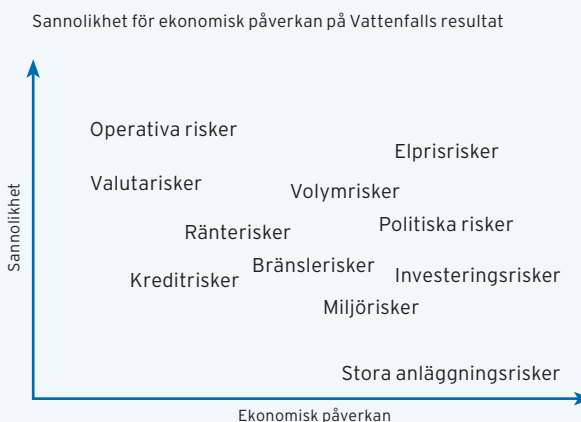 Sannolikhet för ekonomisk påverkan på Vattenfalls resultat
Operativa risker
Elprisrisker
Valutarisker
Volymrisker
Politiska risker
Ränterisker
Bränslerisker
Investeringsrisker
Kreditrisker
Miljörisker
Stora anläggningsrisker
Sannolikhet
Ekonomisk påverkan